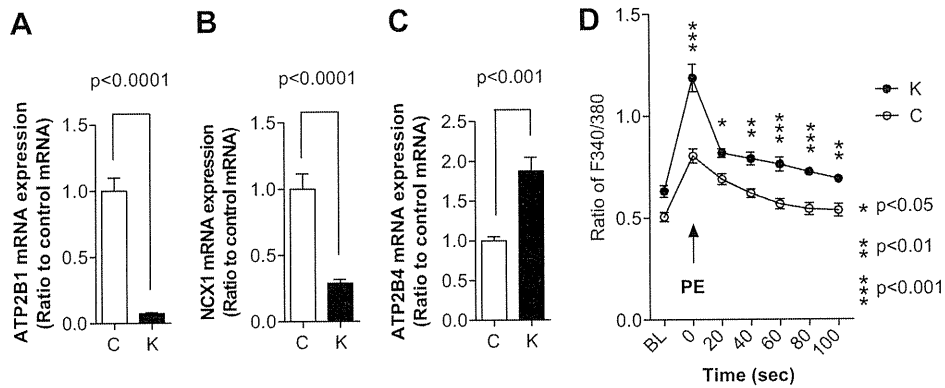 A
p<0.0001
ATP2B1 mRNA expression
(Ratio to control mRNA)
1.5
1.0
0.5
0.0
C K
B
p<0.0001
NCX1 mRNA expression
(Ratio to control mRNA)
1.5
1.0
0.5
0.0
C K
C
p<0.001
ATP2B4 mRNA expression
(Ratio to control mRNA)
2.5
2.0
1.5
1.0
0.5
0.0
C K
D
Ratio of F340/380
1.5
1.0
0.5
0.0
***
*
**
***
***
**
K
C
* p<0.05
** p<0.01
*** p<0.001
PE
BL 0 20 40 60 80 100
Time (sec)